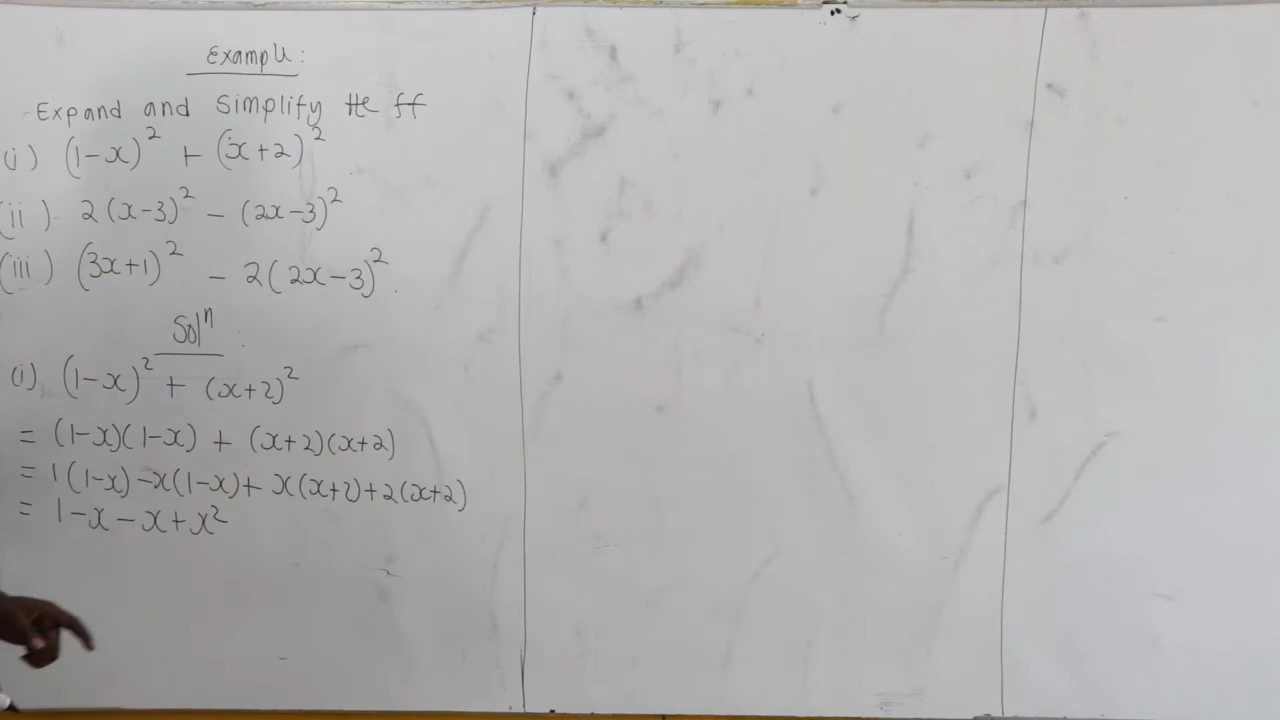 Example:
Expand and Simplify the ff
(i) (1-x)² + (x+2)²
(ii). 2(x-3)² - (2x-3)²
(iii) (3x+1)² - 2(2x-3)².
Solⁿ.
(i). (1-x)² + (x+2)²
= (1-x)(1-x) + (x+2)(x+2)
= 1(1-x) -x(1-x) + x(x+2) + 2(x+2)
= 1-x-x+x²